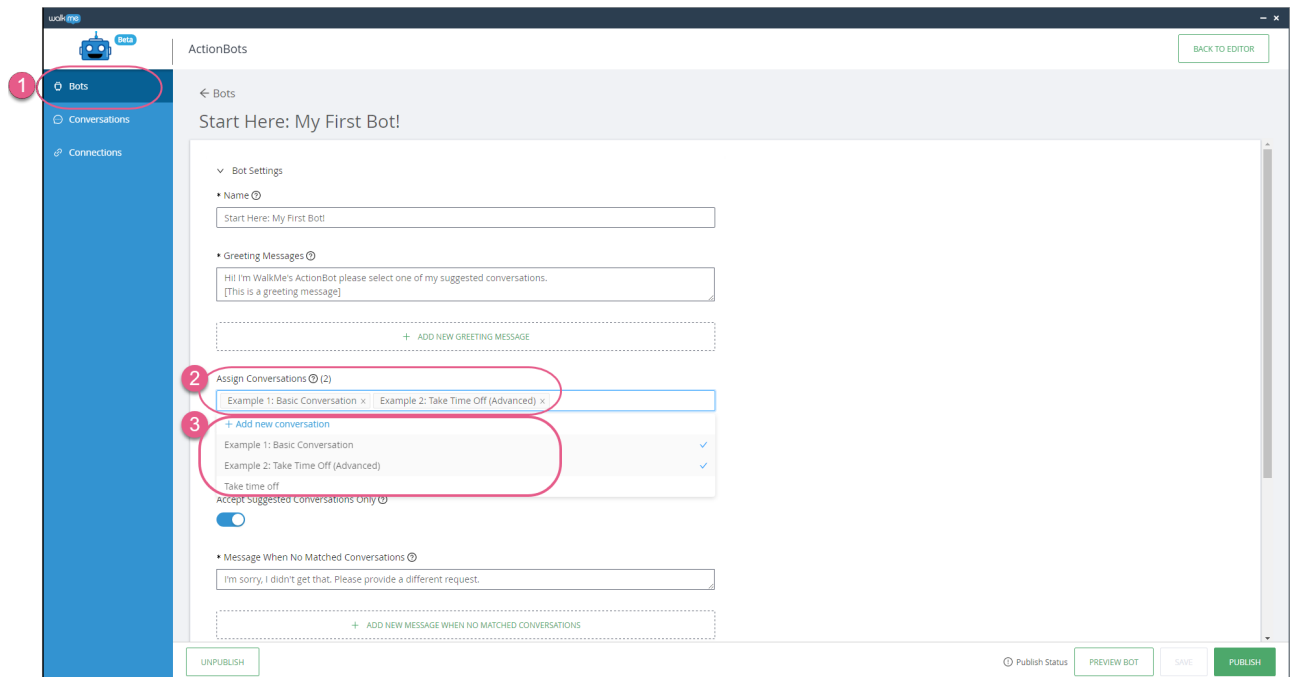 walkme
Beta
ActionBots
BACK TO EDITOR
1
Bots
Conversations
Connections
Bots
Start Here: My First Bot!
Bot Settings
* Name
Start Here: My First Bot!
* Greeting Messages
Hi! I'm WalkMe's ActionBot please select one of my suggested conversations.
[This is a greeting message]
+ ADD NEW GREETING MESSAGE
2
Assign Conversations (2)
Example 1: Basic Conversation × Example 2: Take Time Off (Advanced) ×
3
+ Add new conversation
Example 1: Basic Conversation
Example 2: Take Time Off (Advanced)
Take time off
Accept Suggested Conversations Only
* Message When No Matched Conversations
I'm sorry, I didn't get that. Please provide a different request.
+ ADD NEW MESSAGE WHEN NO MATCHED CONVERSATIONS
UNPUBLISH
Publish Status
PREVIEW BOT
SAVE
PUBLISH